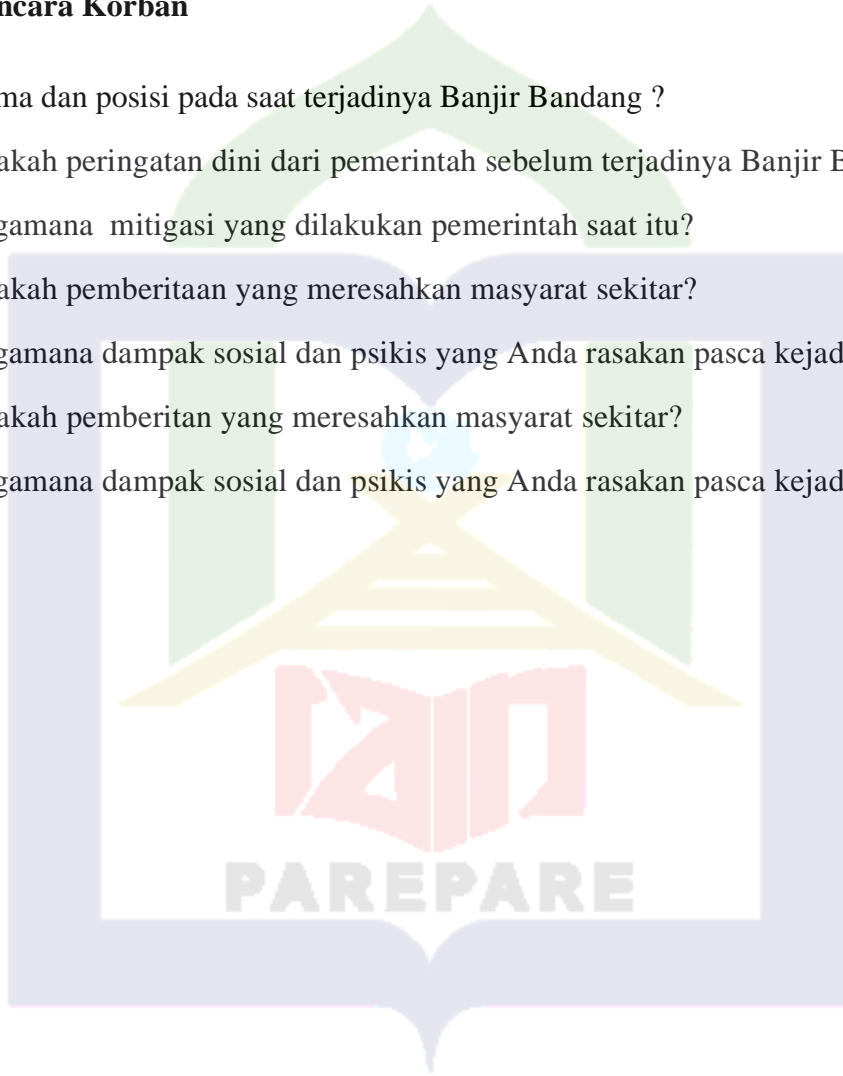 ncara Korban
ma dan posisi pada saat terjadinya Banjir Bandang ?
akah peringatan dini dari pemerintah sebelum terjadinya Banjir B
gamana mitigasi yang dilakukan pemerintah saat itu?
akah pemberitaan yang meresahkan masyarat sekitar?
gamana dampak sosial dan psikis yang Anda rasakan pasca kejad
akah pemberitan yang meresahkan masyarat sekitar?
gamana dampak sosial dan psikis yang Anda rasakan pasca kejad
iain
PAREPARE